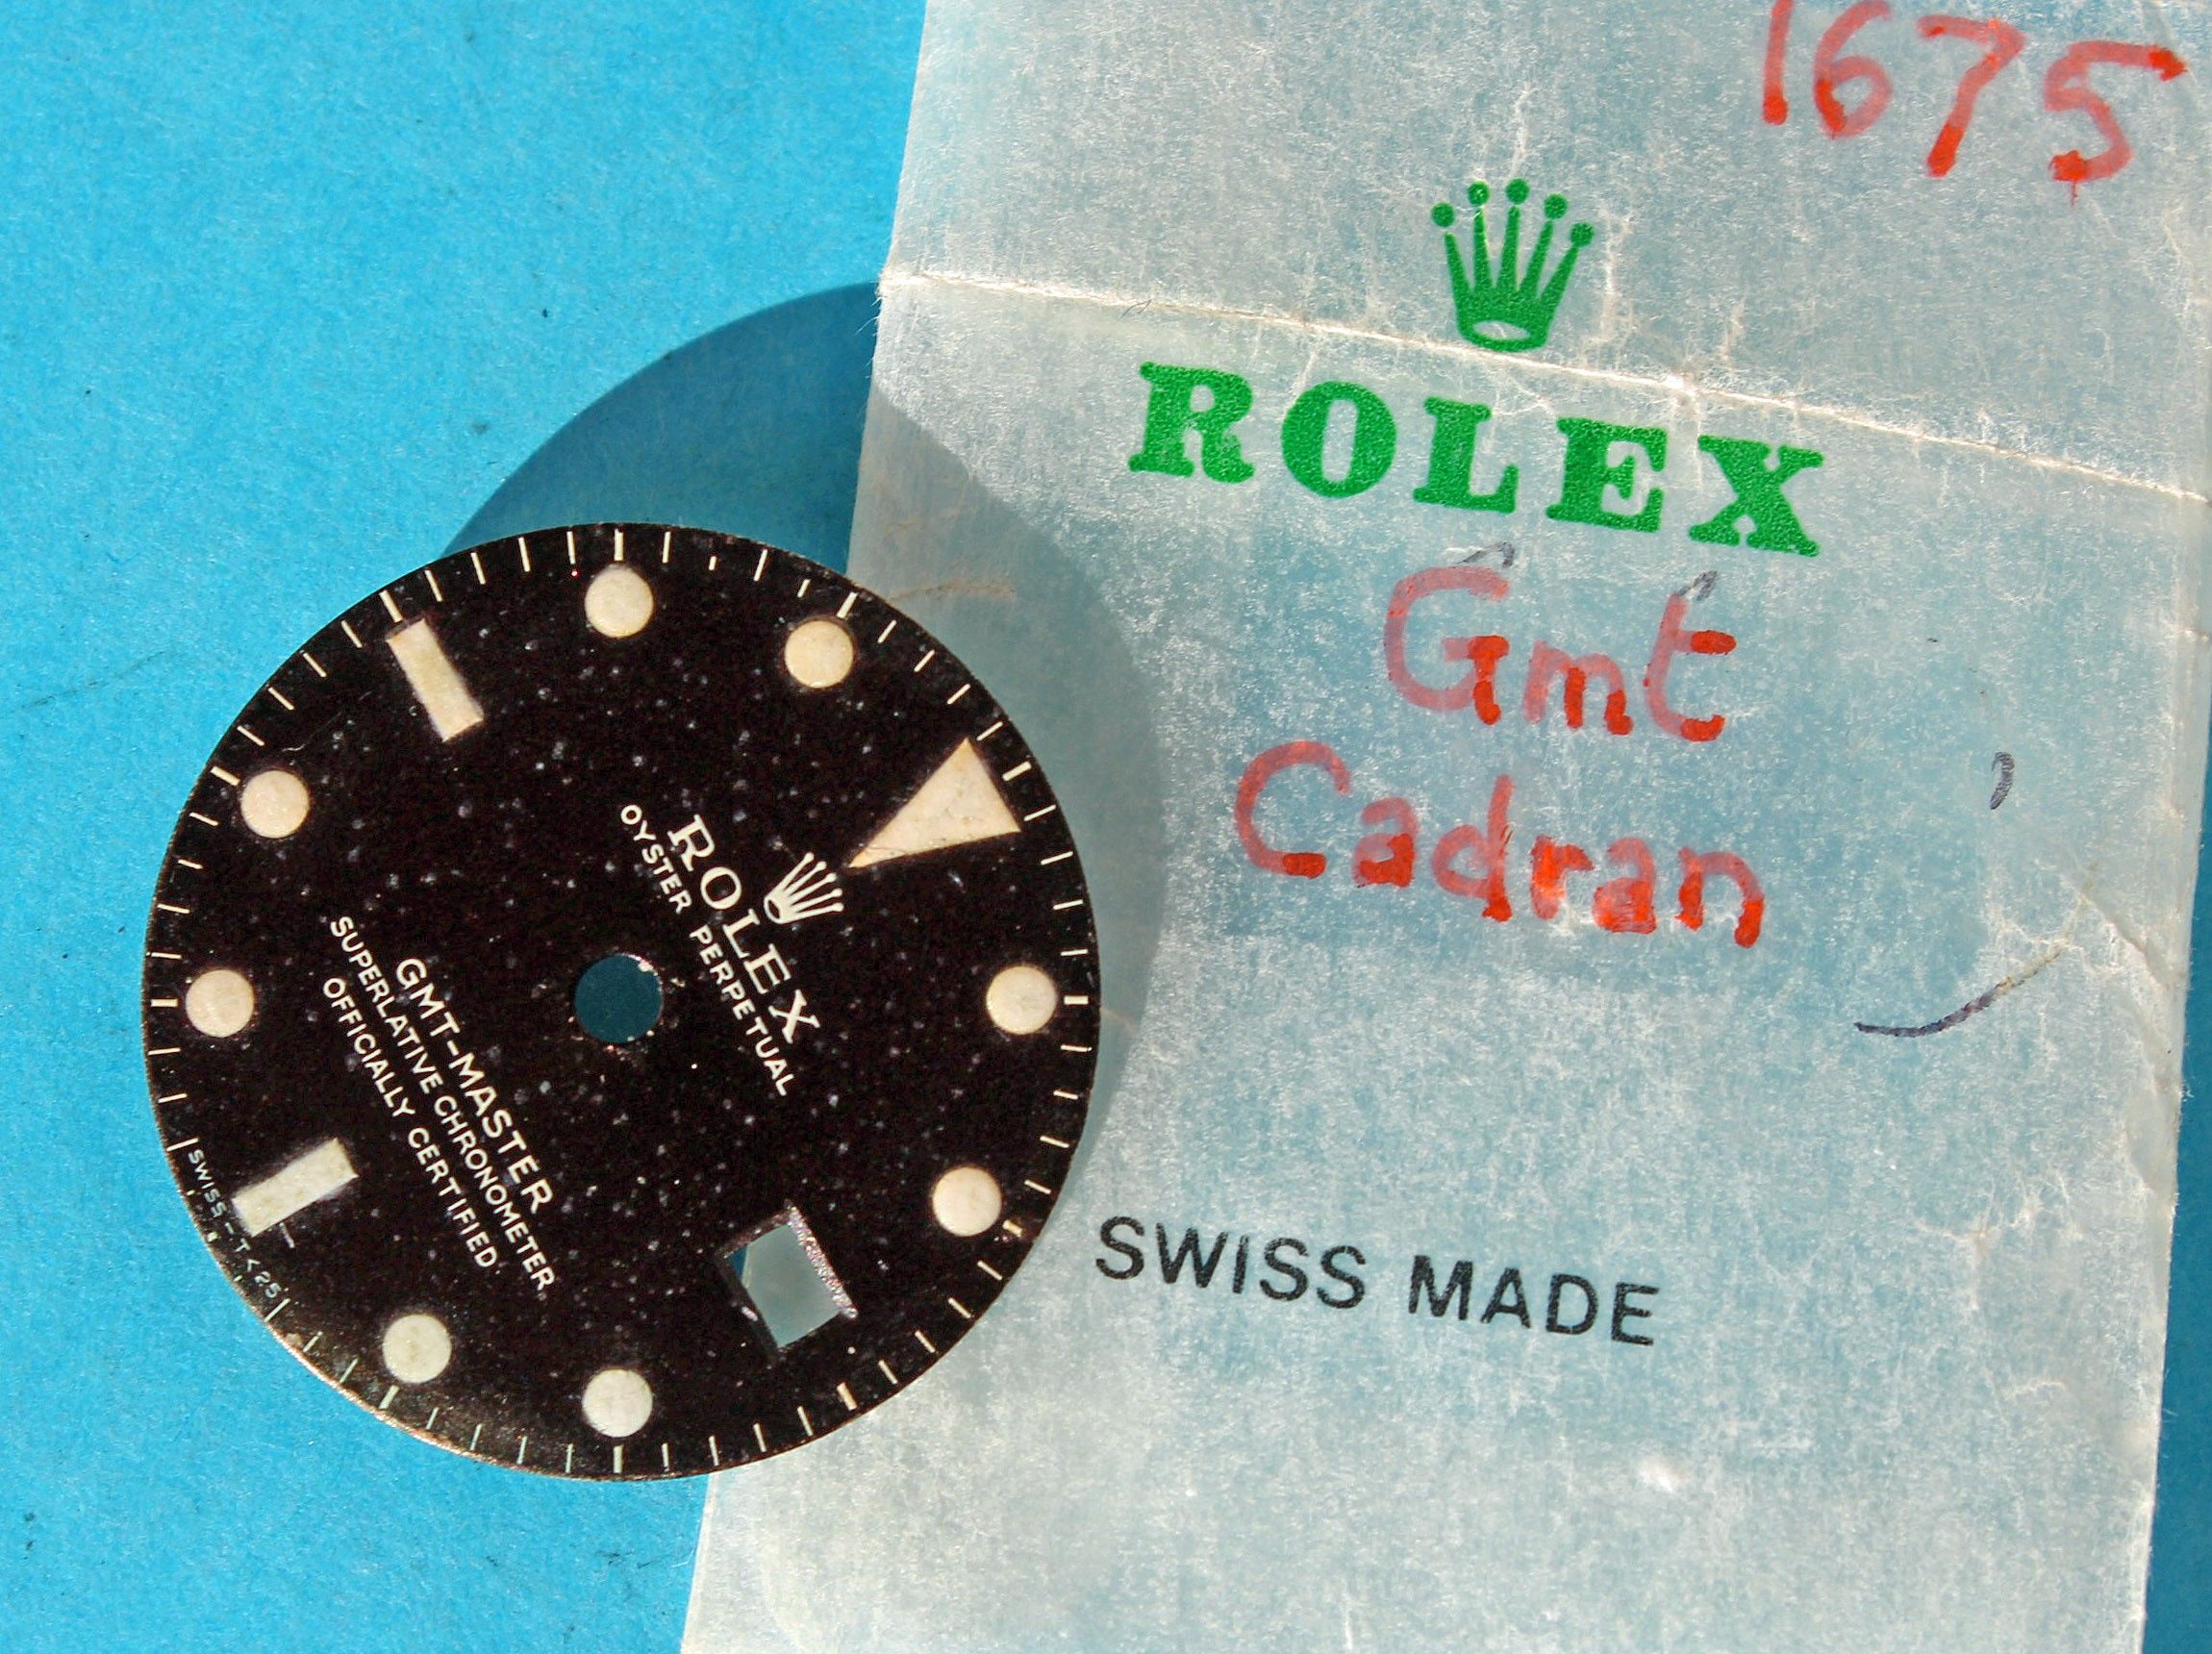 1675
ROLEX
Gmt
Cadran
SWISS MADE
ROLEX
OYSTER PERPETUAL
GMT-MASTER
SUPERLATIVE CHRONOMETER
OFFICIALLY CERTIFIED
SWISS-T<25